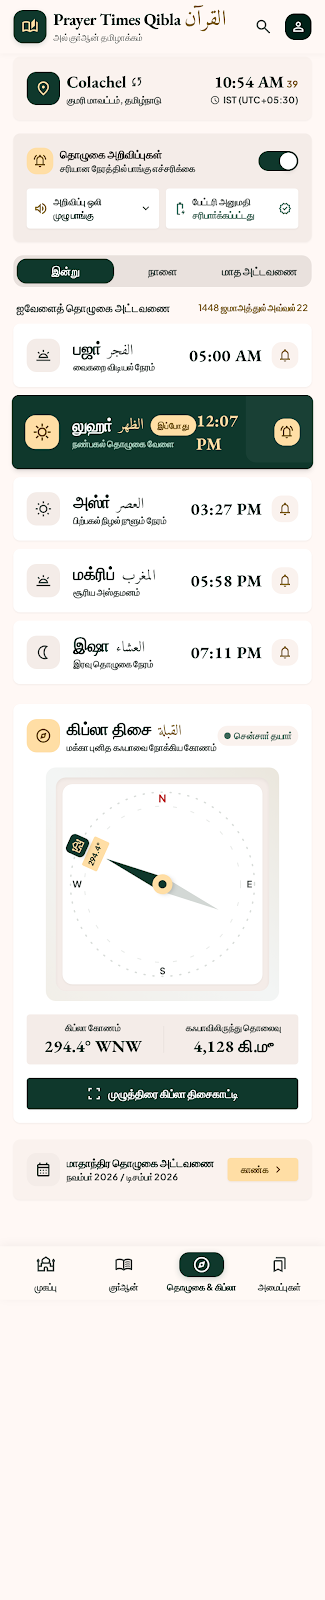 Prayer Times Qibla القرآن
அல் குர்ஆன் தமிழாக்கம்
Colachel
குமரி மாவட்டம், தமிழ்நாடு
10:54 AM 39
IST (UTC+05:30)
தொழுகை அறிவிப்புகள்
சரியான நேரத்தில் பாங்கு எச்சரிக்கை
அறிவிப்பு ஒலி
முழு பாங்கு
பேட்டரி அனுமதி
சரிபார்க்கப்பட்டது
இன்று நாளை மாத அட்டவணை
ஐவேளைத் தொழுகை அட்டவணை
1448 ஜமாஅத்துல் அவ்வல் 22
பஜர் الفجر
வைகறை விடியல் நேரம்
05:00 AM
லுஹர் الظهر
இப்போது
நண்பகல் தொழுகை வேளை
12:07
PM
அஸர் العصر
பிற்பகல் நிழல் நாளும் நேரம்
03:27 PM
மக்ரிப் المغرب
சூரிய அஸ்தமனம்
05:58 PM
இஷா العشاء
இரவு தொழுகை நேரம்
07:11 PM
கிப்லா திசை القبلة
மக்கா புனித கஃபாவை நோக்கிய கோணம்
சென்சார் தயார்
N
294.4°
W
E
S
கிப்லா கோணம்
294.4° WNW
கஃபாவிலிருந்து தொலைவு
4,128 கி.மீ
முழுத்திரை கிப்லா திசைகாட்டி
மாதாந்திர தொழுகை அட்டவணை
நவம்பர் 2026 / டிசம்பர் 2026
காண்க
முகப்பு
குர்ஆன்
தொழுகை & கிப்லா
அமைப்புகள்